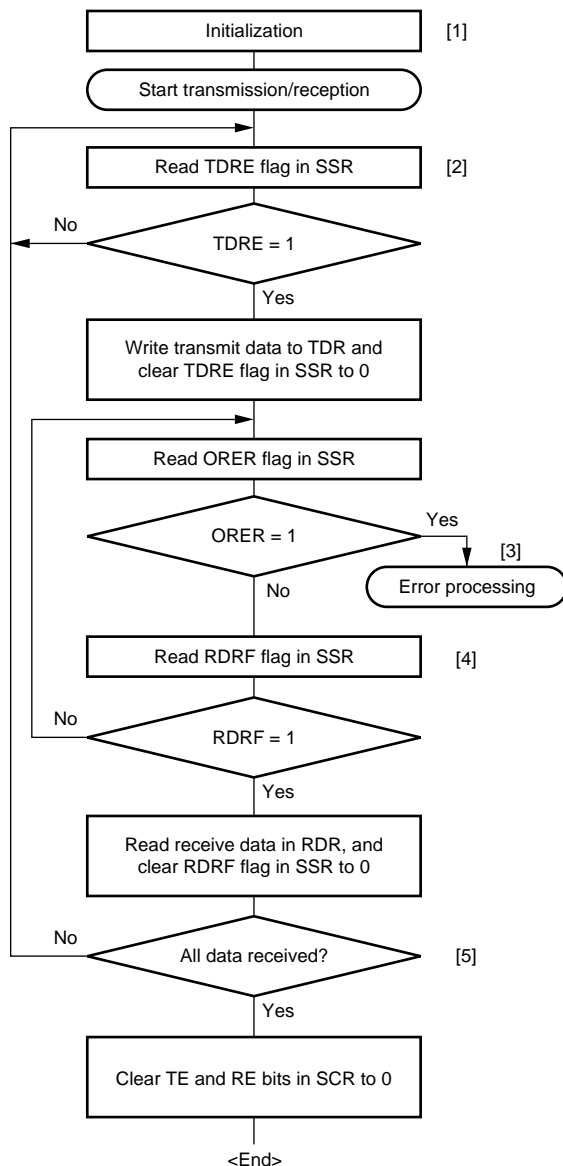 Initialization
[1]
Start transmission/reception
Read TDRE flag in SSR
[2]
No
TDRE = 1
Yes
Write transmit data to TDR and
clear TDRE flag in SSR to 0
Read ORER flag in SSR
Yes
ORER = 1
[3]
Error processing
No
Read RDRF flag in SSR
[4]
No
RDRF = 1
Yes
Read receive data in RDR, and
clear RDRF flag in SSR to 0
No
All data received?
[5]
Yes
Clear TE and RE bits in SCR to 0
<End>